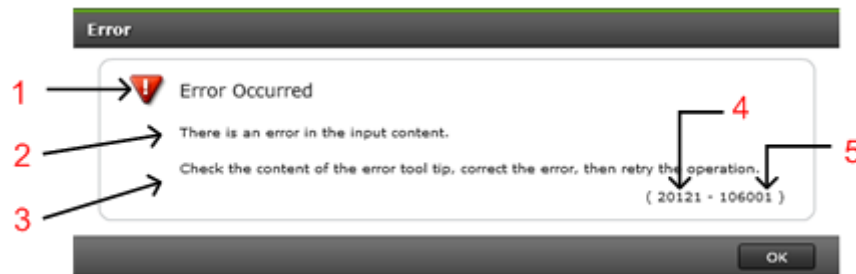 Error
1
Error Occurred
4
2
There is an error in the input content.
5
3
Check the content of the error tool tip, correct the error, then retry the operation.
( 20121 - 106001 )
OK